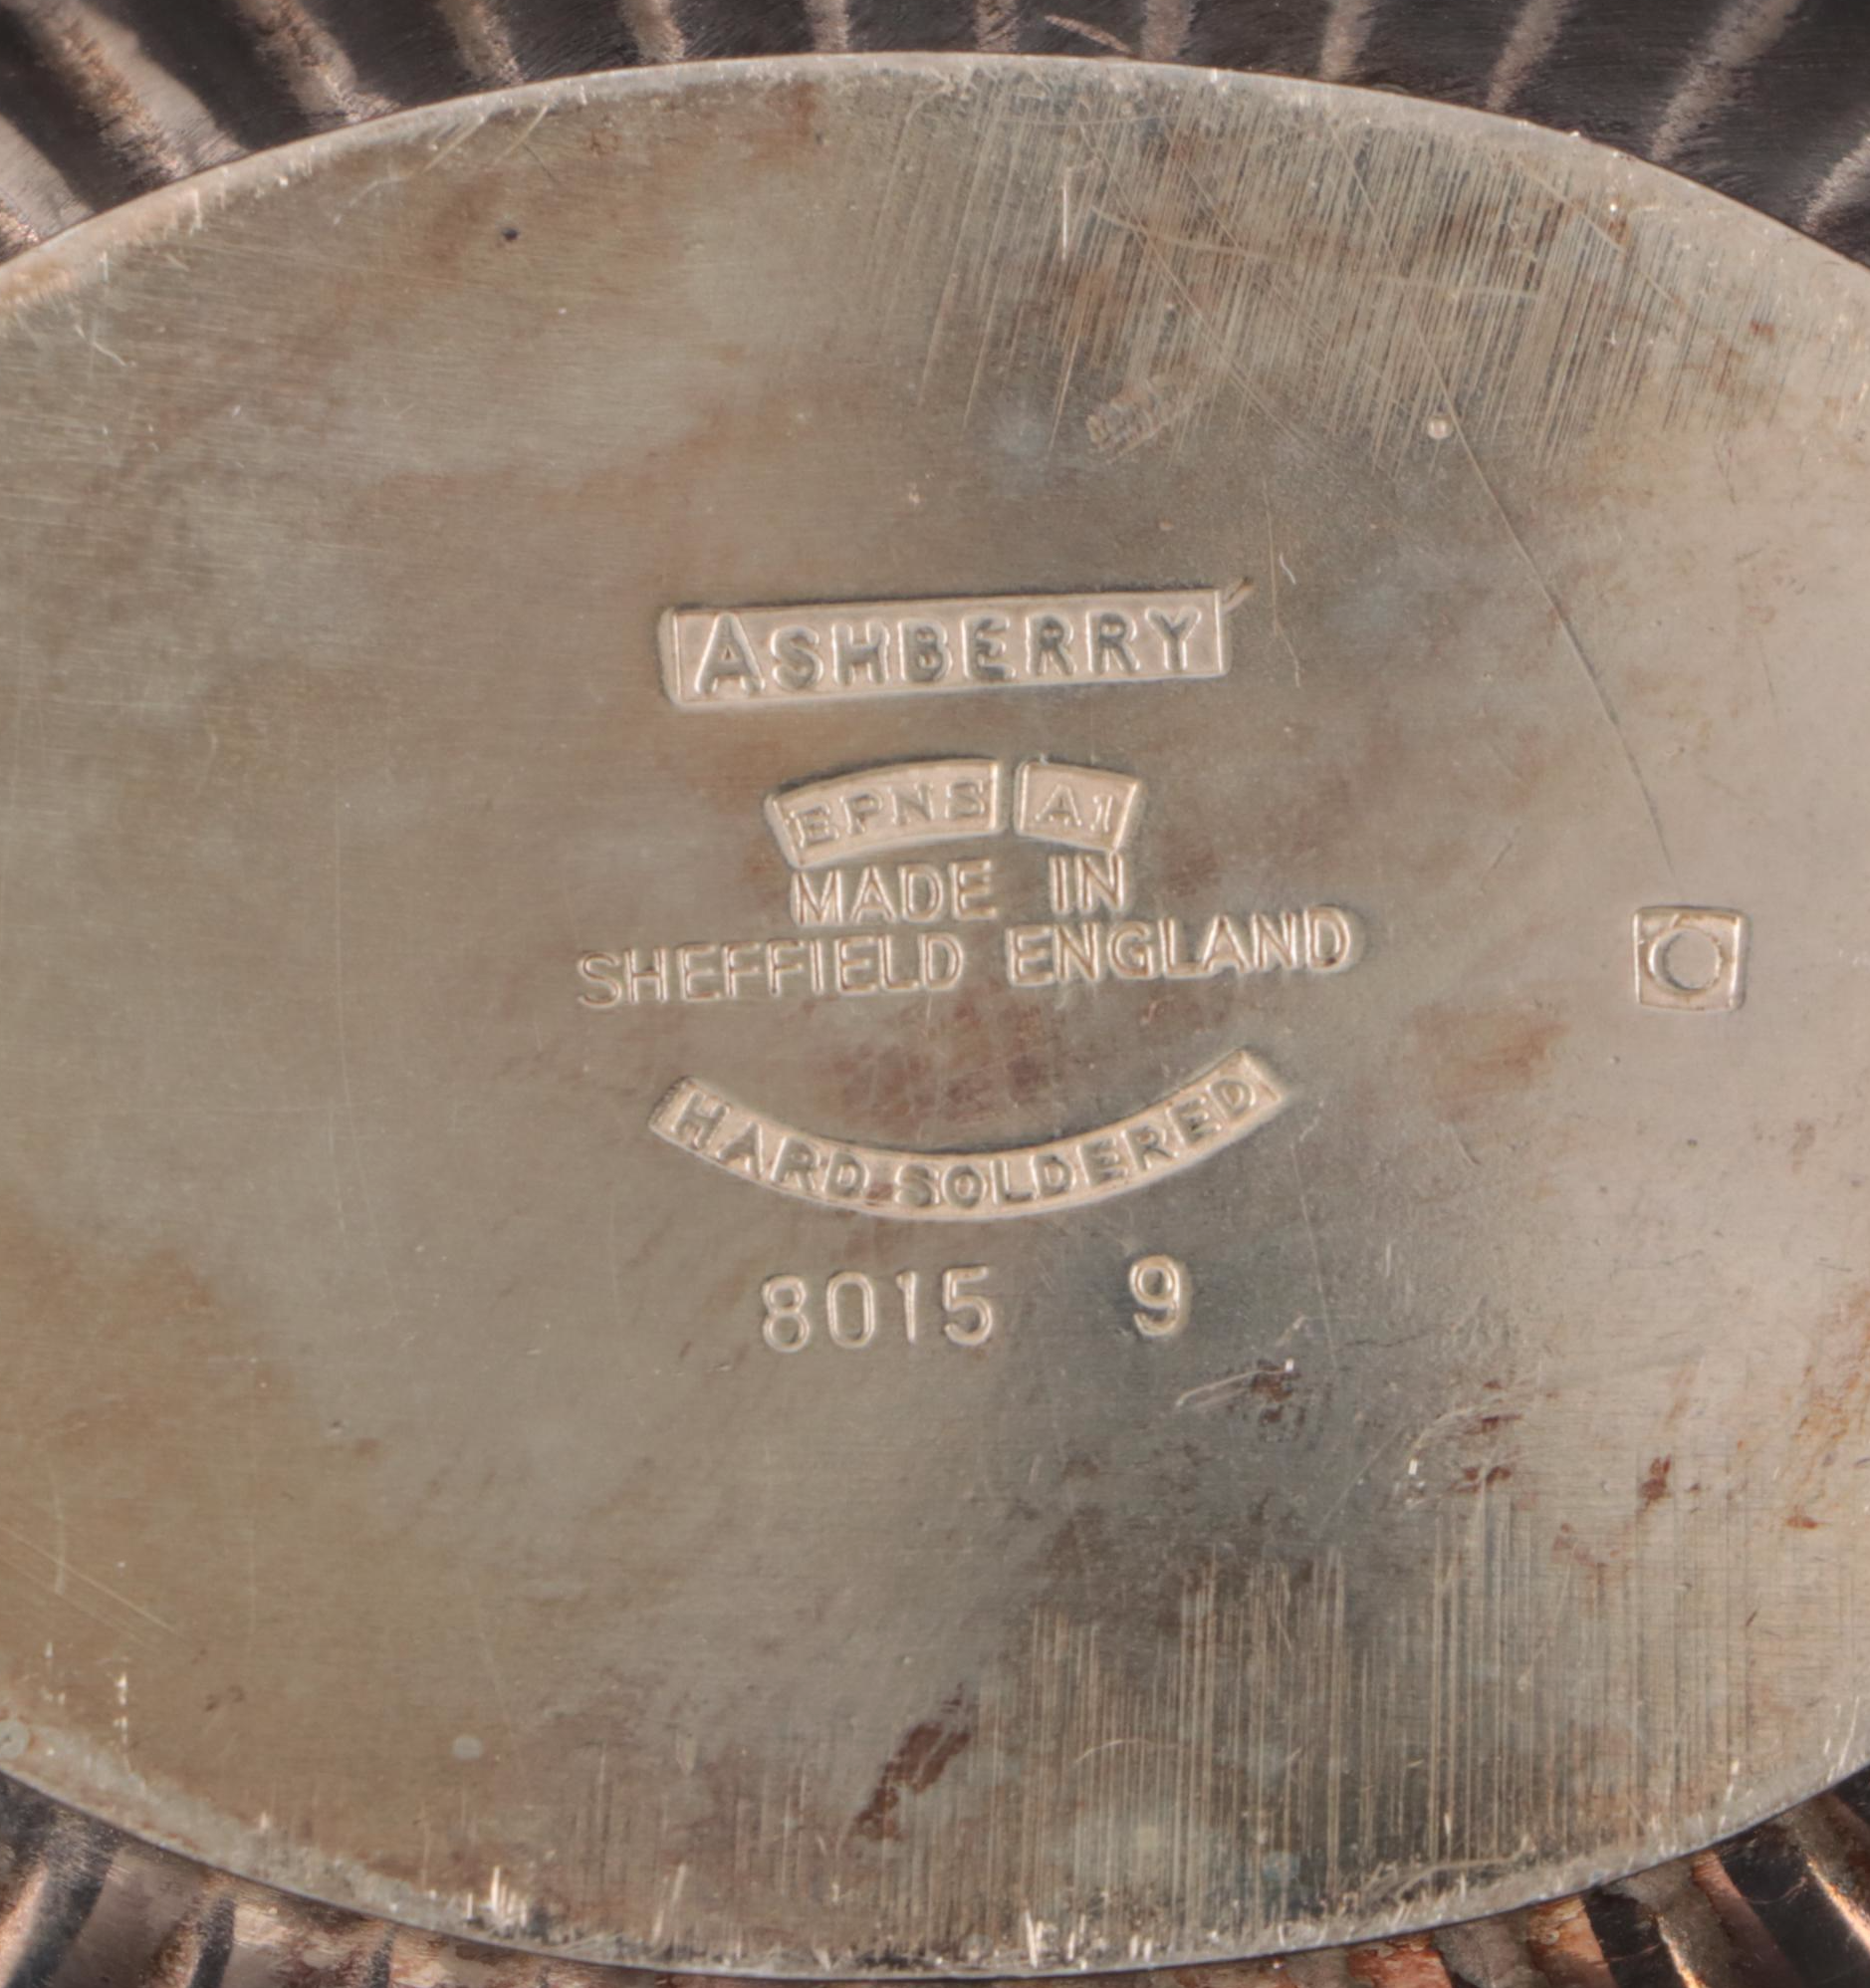 ASHBERRY
EPNS A1
MADE IN
SHEFFIELD ENGLAND
O
HARD SOLDERED
8015 9